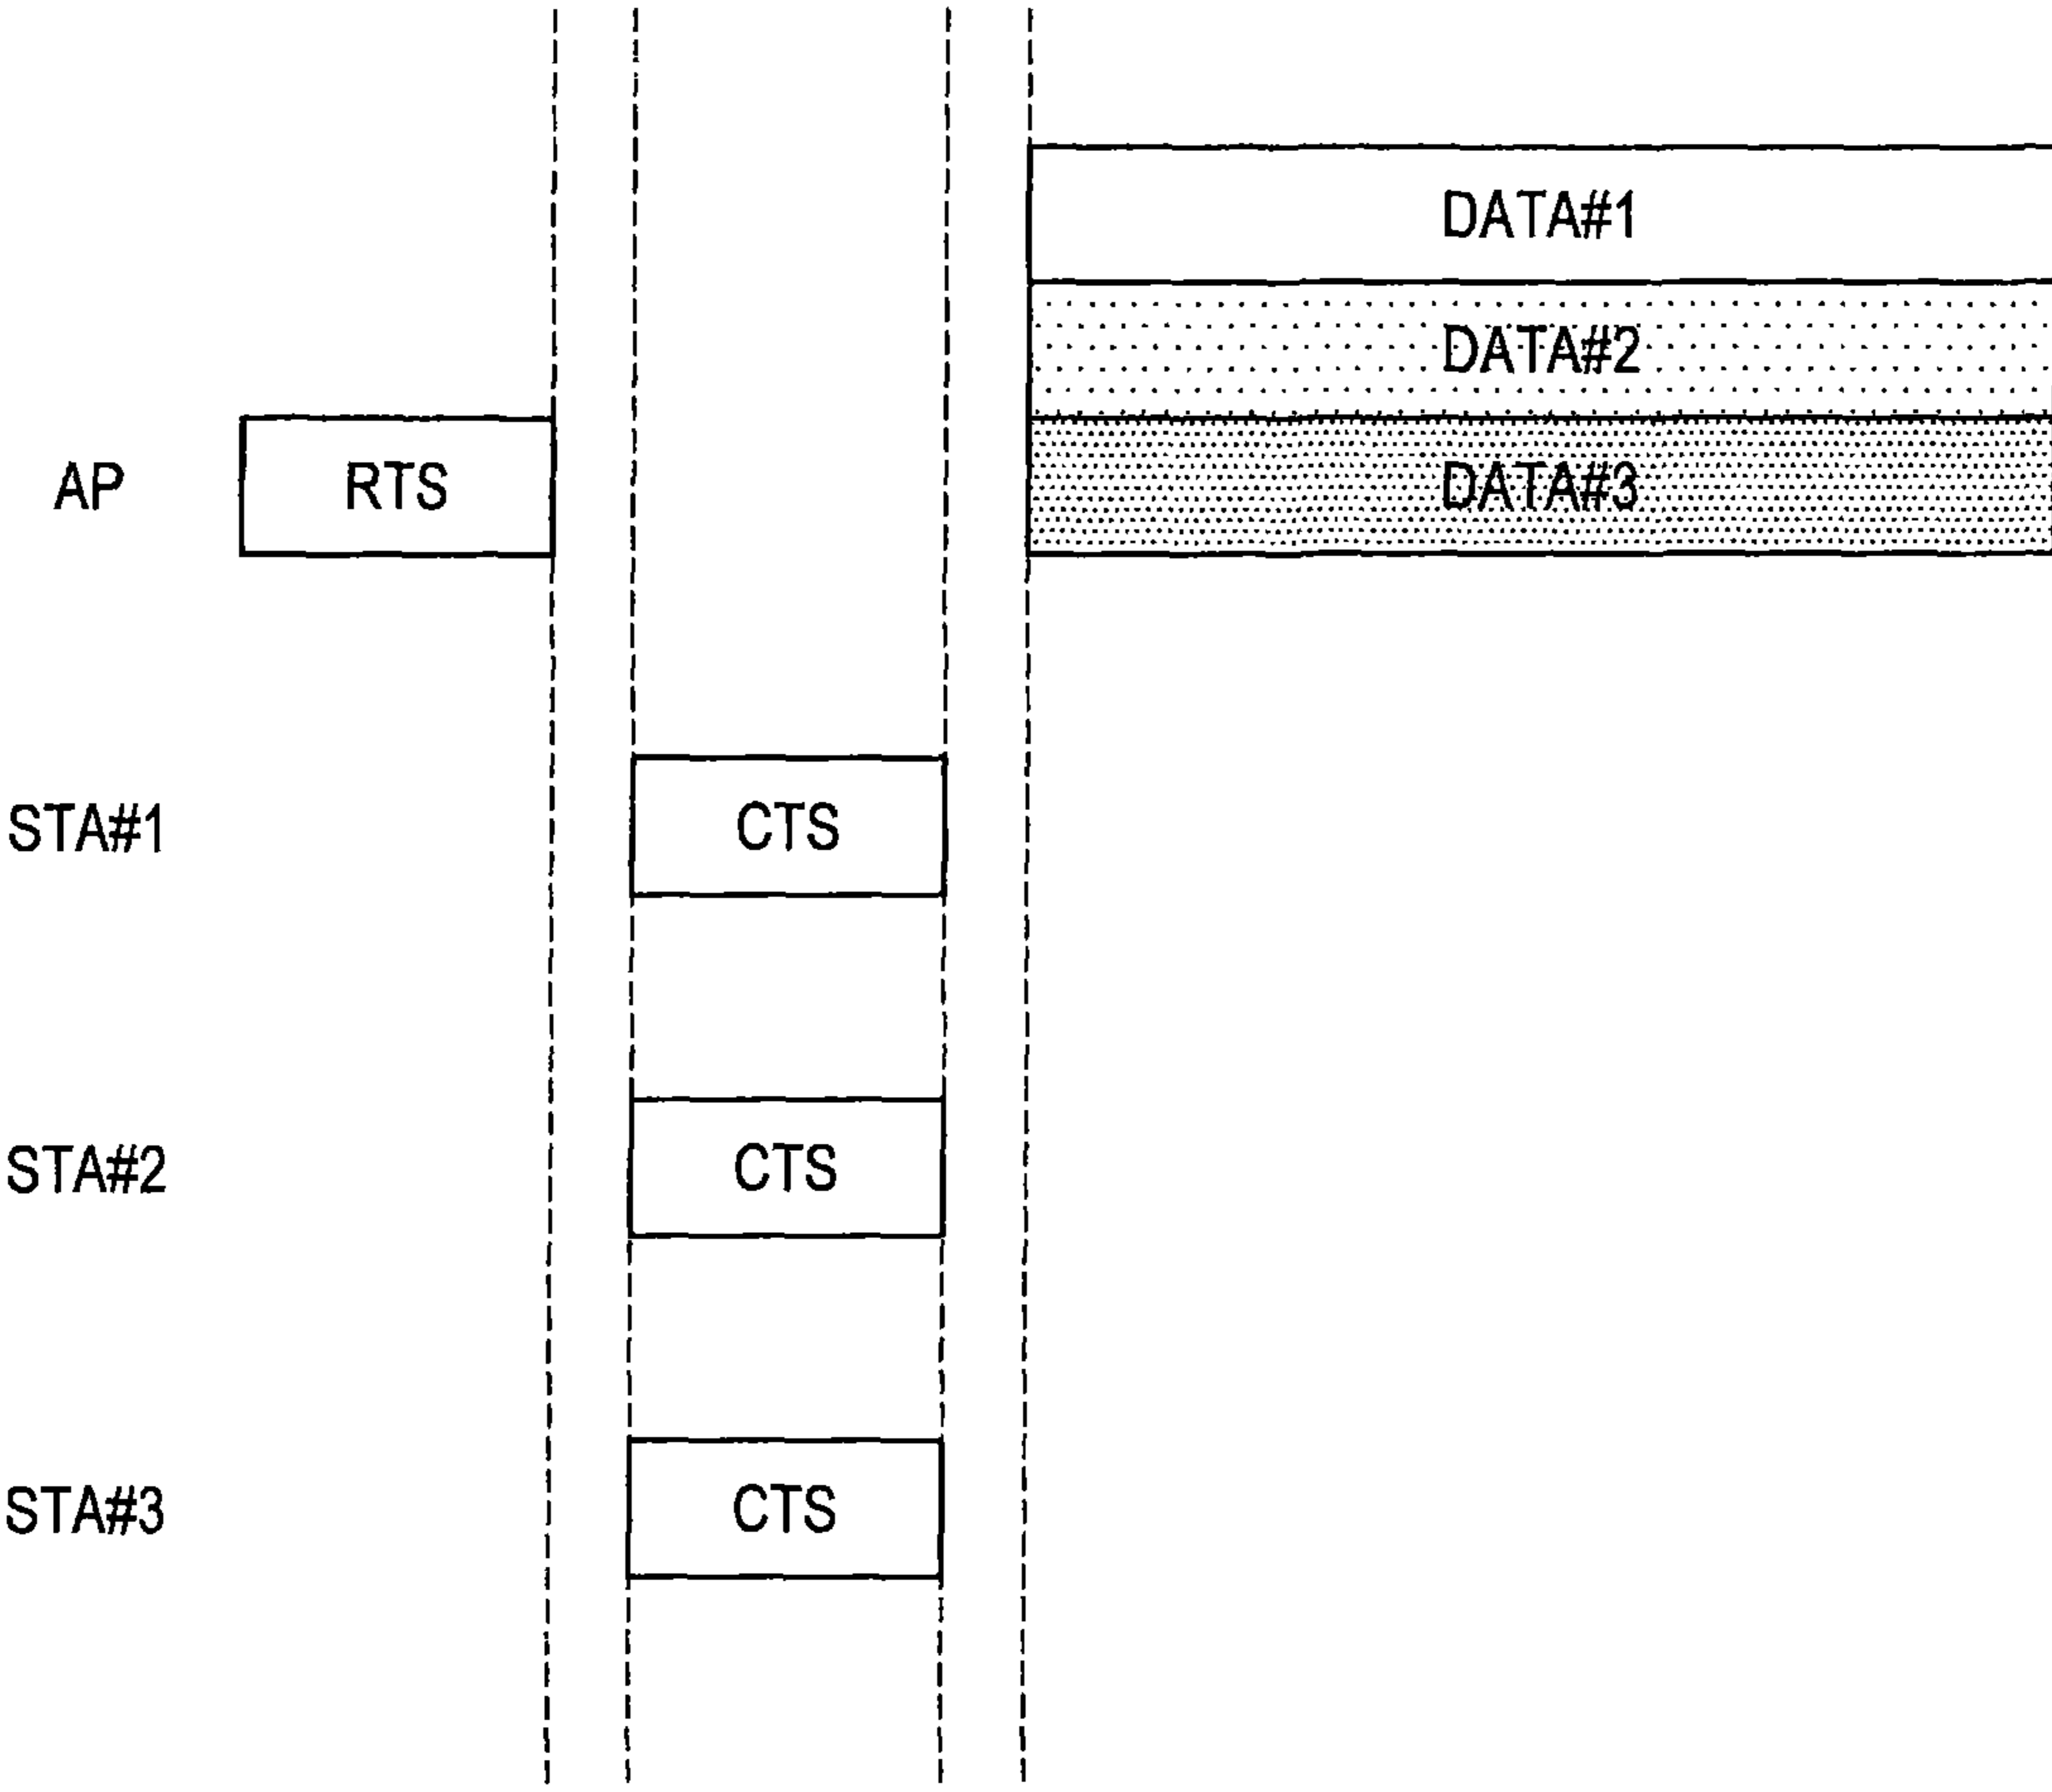 DATA#1
DATA#2
AP RTS DATA#3
STA#1 CTS
STA#2 CTS
STA#3 CTS